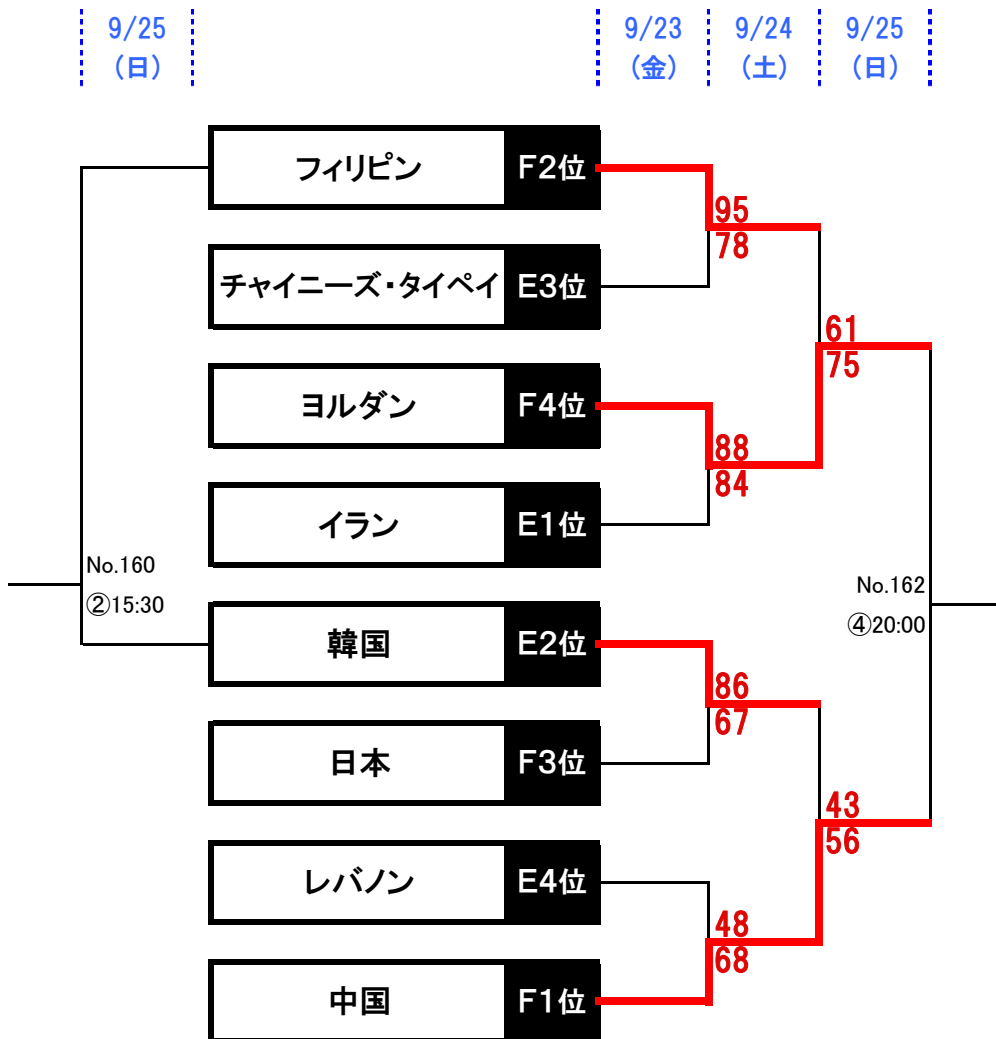 9/25 9/23 9/24 9/25
(日) (金) (土) (日)
フィリピン F2位
95
78
チャイニーズ・タイペイ E3位
61
75
ヨルダン F4位
88
84
イラン E1位
No.160
②15:30
No.162
④20:00
韓国 E2位
86
67
日本 F3位
43
56
レバノン E4位
48
68
中国 F1位